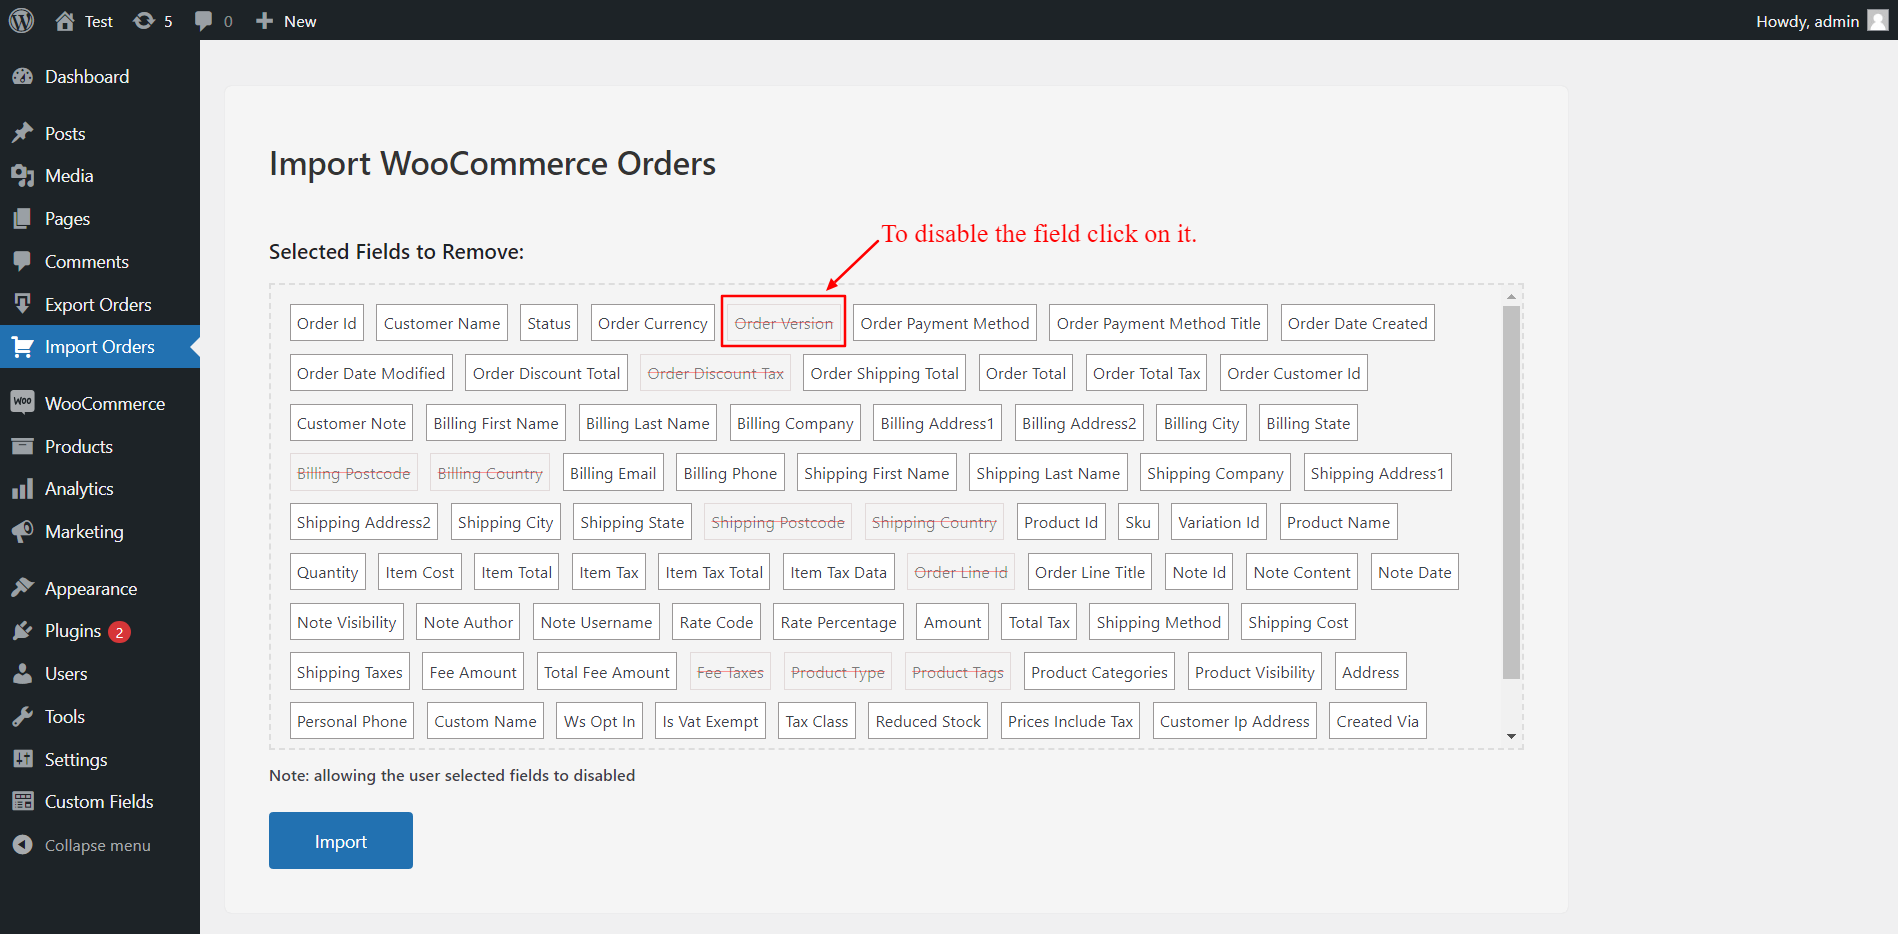 Test 5 0 New Howdy, admin
Dashboard
Posts
Media
Pages
Comments
Export Orders
Import Orders
WooCommerce
Products
Analytics
Marketing
Appearance
Plugins 2
Users
Tools
Settings
Custom Fields
Collapse menu
Import WooCommerce Orders
To disable the field click on it.
Selected Fields to Remove:
Order Id Customer Name Status Order Currency Order Version Order Payment Method Order Payment Method Title Order Date Created
Order Date Modified Order Discount Total Order Discount Tax Order Shipping Total Order Total Order Total Tax Order Customer Id
Customer Note Billing First Name Billing Last Name Billing Company Billing Address1 Billing Address2 Billing City Billing State
Billing Postcode Billing Country Billing Email Billing Phone Shipping First Name Shipping Last Name Shipping Company Shipping Address1
Shipping Address2 Shipping City Shipping State Shipping Postcode Shipping Country Product Id Sku Variation Id Product Name
Quantity Item Cost Item Total Item Tax Item Tax Total Item Tax Data Order Line Id Order Line Title Note Id Note Content Note Date
Note Visibility Note Author Note Username Rate Code Rate Percentage Amount Total Tax Shipping Method Shipping Cost
Shipping Taxes Fee Amount Total Fee Amount Fee Taxes Product Type Product Tags Product Categories Product Visibility Address
Personal Phone Custom Name Ws Opt In Is Vat Exempt Tax Class Reduced Stock Prices Include Tax Customer Ip Address Created Via
Note: allowing the user selected fields to disabled
Import